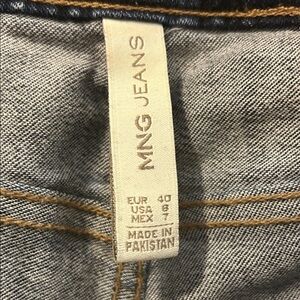 MNG JEANS
EUR 40
USA 8
MEX 7
MADE IN
PAKISTAN